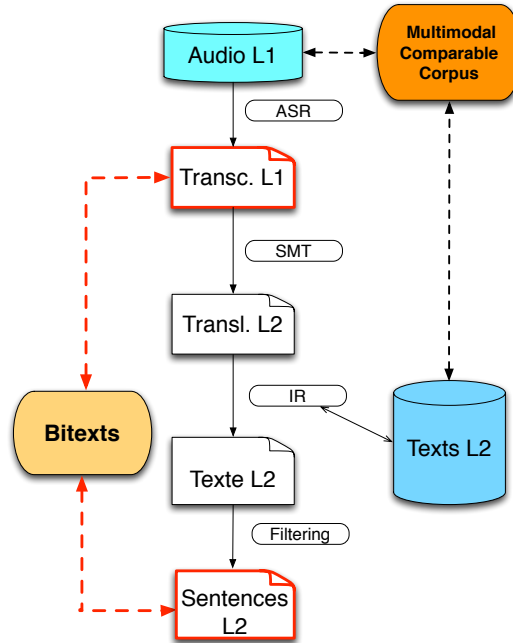 Audio L1
Multimodal
Comparable
Corpus
ASR
Transc. L1
SMT
Transl. L2
IR
Bitexts
Texts L2
Texte L2
Filtering
Sentences
L2